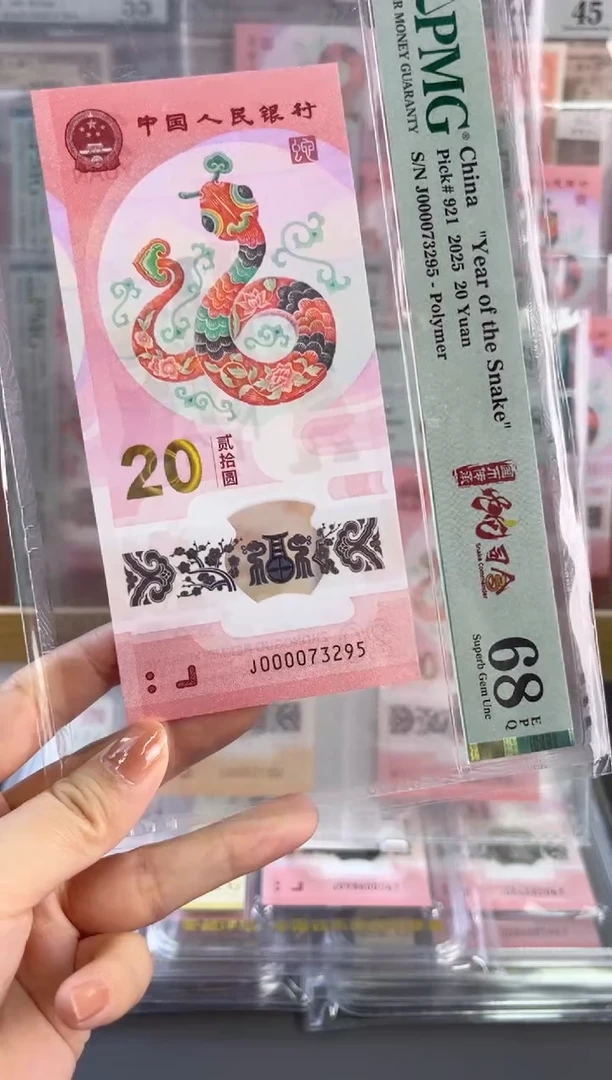 中国人民银行
20
贰拾圆
J000073295
PMG®
R MONEY GUARANTY
China "Year of the Snake"
Pick# 921 2025 20 Yuan
S/N J000073295 - Polymer
68
EPQ
Superb Gem Unc
55
45